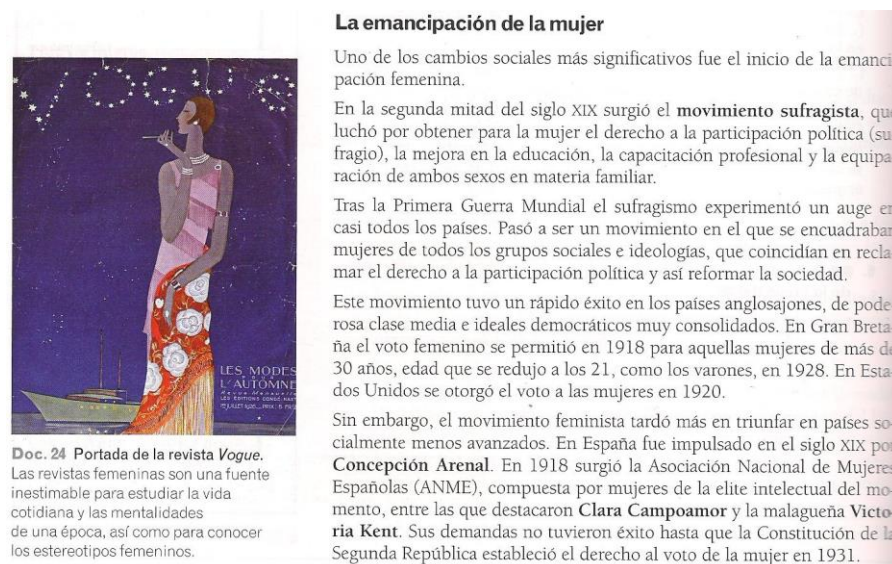 La emancipación de la mujer
Uno de los cambios sociales más significativos fue el inicio de la emanci
pación femenina.
En la segunda mitad del siglo XIX surgió el movimiento sufragista, que
luchó por obtener para la mujer el derecho a la participación política (su
fragio), la mejora en la educación, la capacitación profesional y la equipa
ración de ambos sexos en materia familiar.
Tras la Primera Guerra Mundial el sufragismo experimentó un auge en
casi todos los países. Pasó a ser un movimiento en el que se encuadraban
mujeres de todos los grupos sociales e ideologías, que coincidían en recla
mar el derecho a la participación política y así reformar la sociedad.
Este movimiento tuvo un rápido éxito en los países anglosajones, de pode
rosa clase media e ideales democráticos muy consolidados. En Gran Breta
ña el voto femenino se permitió en 1918 para aquellas mujeres de más de
30 años, edad que se redujo a los 21, como los varones, en 1928. En Esta
dos Unidos se otorgó el voto a las mujeres en 1920.
Sin embargo, el movimiento feminista tardó más en triunfar en países so
cialmente menos avanzados. En España fue impulsado en el siglo XIX por
Concepción Arenal. En 1918 surgió la Asociación Nacional de Mujeres
Españolas (ANME), compuesta por mujeres de la elite intelectual del mo
mento, entre las que destacaron Clara Campoamor y la malagueña Victo
ria Kent. Sus demandas no tuvieron éxito hasta que la Constitución de la
Segunda República estableció el derecho al voto de la mujer en 1931.
VOGUE
LES MODES
L'AUTOMNE
Revue Mensuelle
LES EDITIONS CONDÉ NAST
Doc. 24 Portada de la revista Vogue.
Las revistas femeninas son una fuente
inestimable para estudiar la vida
cotidiana y las mentalidades
de una época, así como para conocer
los estereotipos femeninos.